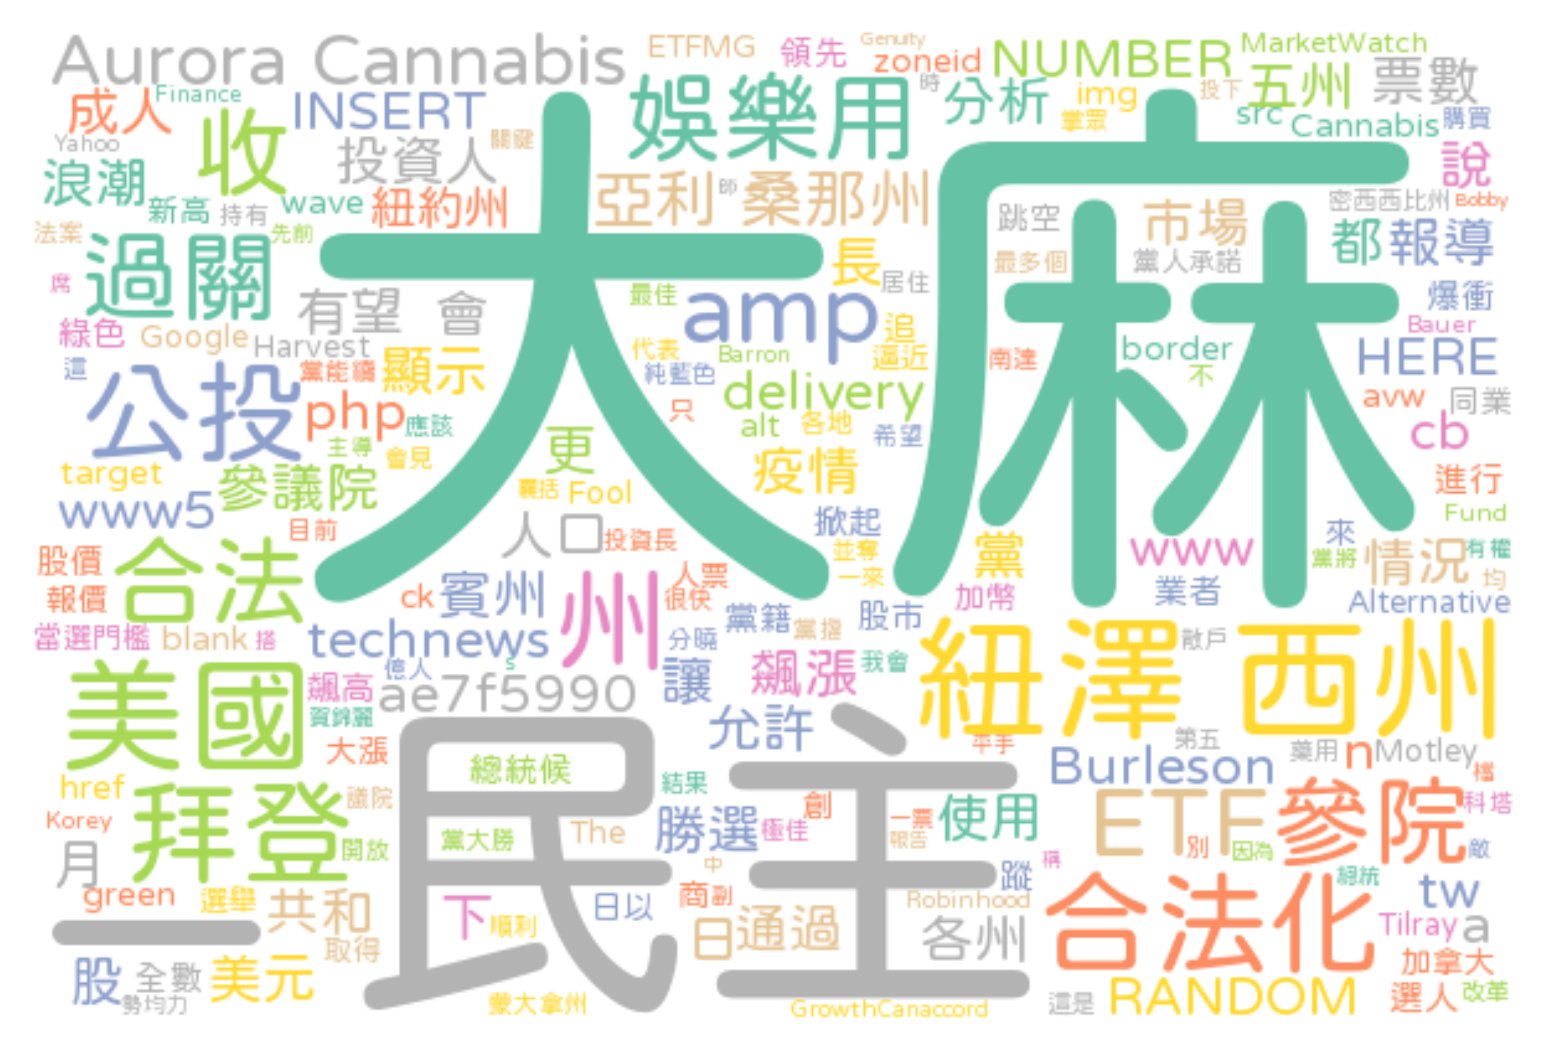 Aurora Cannabis
ETFMG
領先
Genuity
zoneid
NUMBER
MarketWatch
成人
Finance
INSERT
收
娛樂用
時
分析
img
投下
五州
票數
掌眾
src
Cannabis
購買
Yahoo
投資人
關鍵
浪潮
新高
持有
wave
紐約州
亞利
師
桑那州
跳空
市場
說
密西西比州
Bobby
法案
先前
過關
大麻
長
最多個
黨人承諾
都
報導
席
有望
會
最佳
amp
居住
爆衝
綠色
Google
Harvest
追
Bauer
這
黨能續
顯示
代表
Barron
逼近
南達
border
HERE
純藍色
不
公投
php
應該
只
delivery
avw
同業
alt
各地
希望
cb
主導
會見
更
target
參議院
疫情
進行
www5
囊括
Fool
掀起
Fund
目前
人口
投資長
並奪
黨
www
來
黨將
情況
有權
股價
合法
人票
一來
均
報價
ck
賓州
州
很快
加幣
業者
Alternative
當選門檻
blank
搭
technews
分曉
黨籍
黨擋
股市
紐澤西州
散戶
億人
s
讓
飆漲
我會
美國
飆高
ae7f5990
賀錦麗
允許
大漲
民主
平手
第五
藥用
n
Motley
總統候
Burleson
檔
href
拜登
議院
結果
創
ETF
參院
科塔
Korey
勝選
極佳
一票
使用
月
開放
黨大勝
The
報告
別
因為
敵
中
稱
green
選舉
共和
下
日以
商
副
蹤
總統
tw
一
順利
Robinhood
合法化
取得
日
通過
各州
Tilray
a
股
全數
美元
加拿大
勢均力
蒙大拿州
GrowthCanaccord
這是
RANDOM
選人
改革